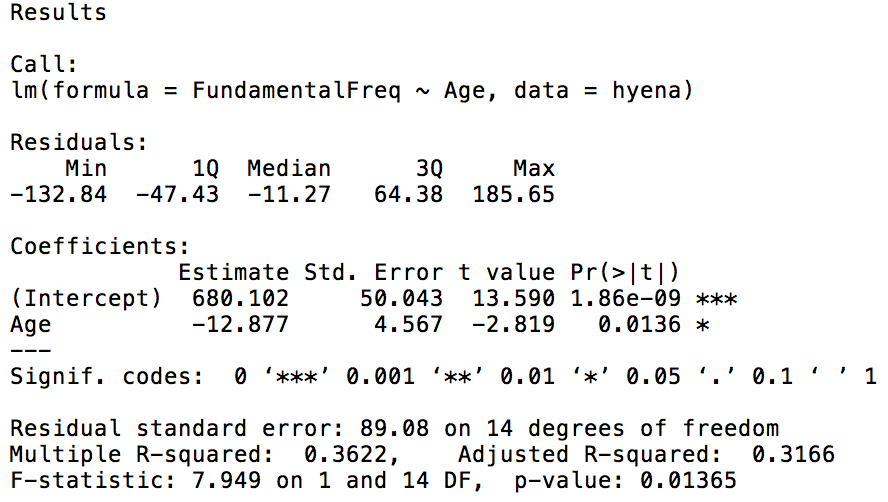 Results
Call:
lm(formula = FundamentalFreq ~ Age, data = hyena)
Residuals:
    Min      1Q  Median      3Q     Max
-132.84  -47.43  -11.27   64.38  185.65
Coefficients:
            Estimate Std. Error t value Pr(>|t|)
(Intercept)  680.102     50.043  13.590 1.86e-09 ***
Age          -12.877      4.567  -2.819   0.0136 *
---
Signif. codes:  0 ‘***’ 0.001 ‘**’ 0.01 ‘*’ 0.05 ‘.’ 0.1 ‘ ’ 1
Residual standard error: 89.08 on 14 degrees of freedom
Multiple R-squared:  0.3622,    Adjusted R-squared:  0.3166
F-statistic: 7.949 on 1 and 14 DF,  p-value: 0.01365